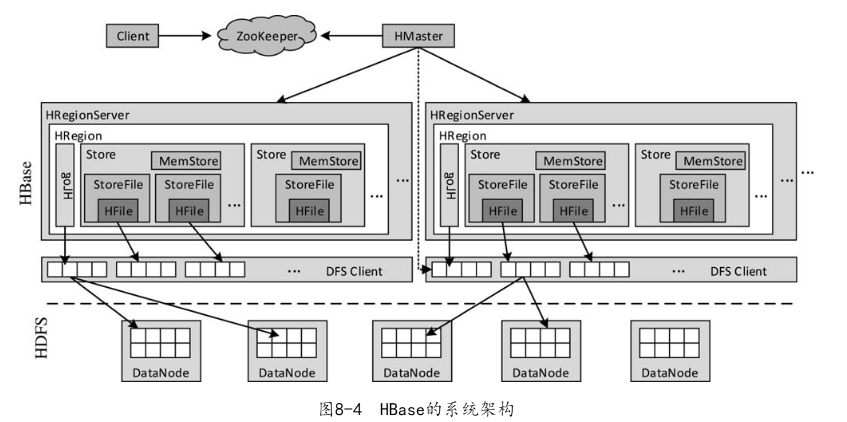 Client
ZooKeeper
HMaster
HBase
HRegionServer
HRegion
HLog
Store
MemStore
StoreFile
HFile
StoreFile
HFile
...
Store
MemStore
StoreFile
HFile
...
...
HRegionServer
HRegion
HLog
Store
MemStore
StoreFile
HFile
StoreFile
HFile
...
Store
MemStore
StoreFile
HFile
...
...
...
... DFS Client
... DFS Client
HDFS
DataNode
DataNode
DataNode
DataNode
DataNode
图8-4 HBase的系统架构